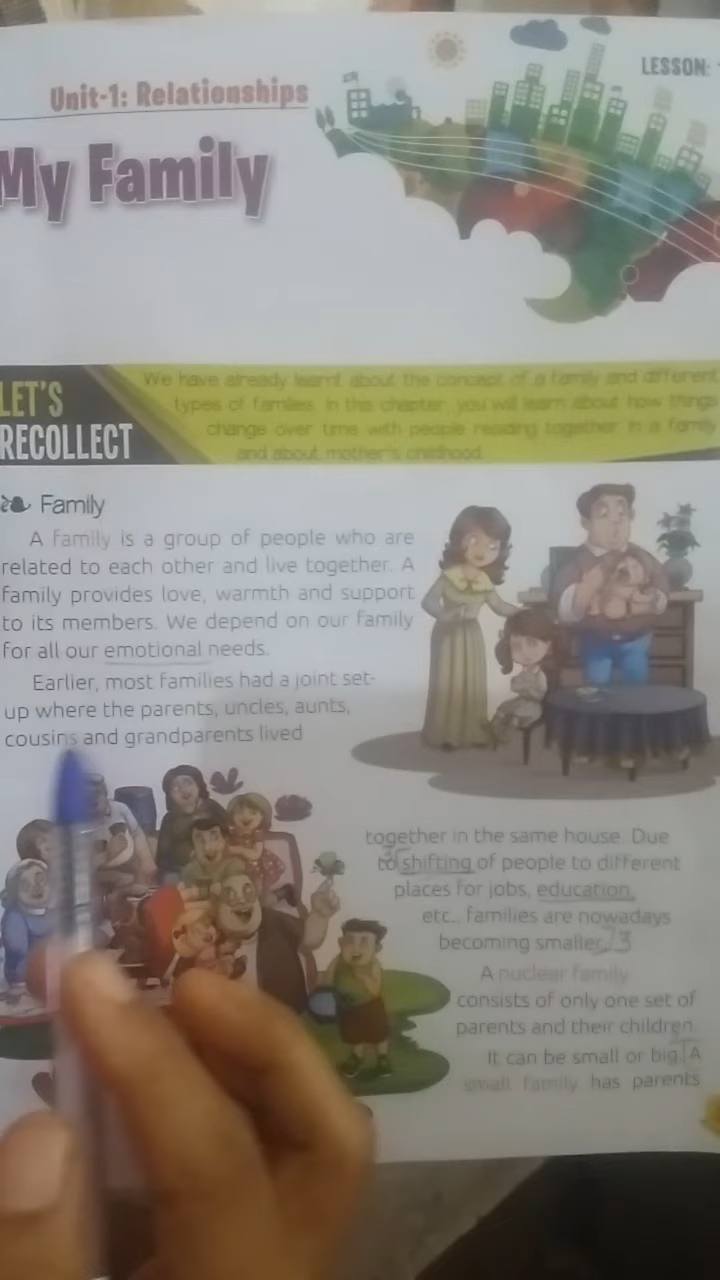 LESSON:
Unit-1: Relationships
My Family
LET'S
RECOLLECT
We have already learnt about the concept of a family and different
types of families. In this chapter, you will learn about how things
change over time with people residing together in a family
and about mother's childhood.
Family
A family is a group of people who are
related to each other and live together. A
family provides love, warmth and support
to its members. We depend on our family
for all our emotional needs.
Earlier, most families had a joint set-
up where the parents, uncles, aunts,
cousins and grandparents lived
together in the same house. Due
to shifting of people to different
places for jobs, education,
etc., families are nowadays
becoming smaller.
A nuclear family
consists of only one set of
parents and their children.
It can be small or big. A
small family has parents